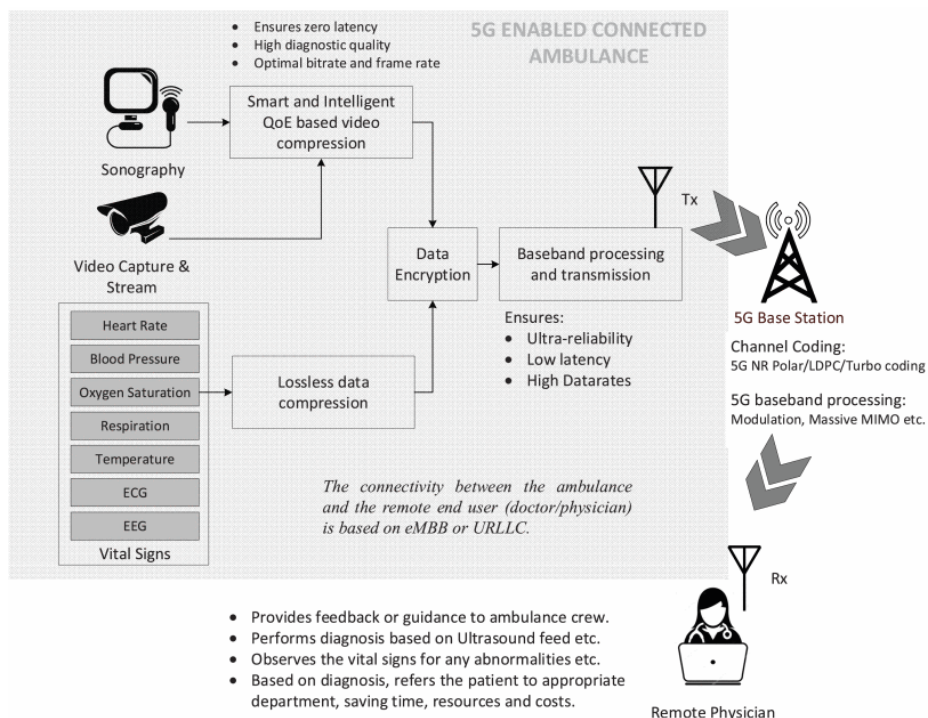 • Ensures zero latency
• High diagnostic quality
• Optimal bitrate and frame rate
5G ENABLED CONNECTED
AMBULANCE
Smart and Intelligent
QoE based video
compression
Sonography
Tx
Video Capture &
Stream
Data
Encryption
Baseband processing
and transmission
5G Base Station
Channel Coding:
5G NR Polar/LDPC/Turbo coding
5G baseband processing:
Modulation, Massive MIMO etc.
Ensures:
• Ultra-reliability
• Low latency
• High Datarates
Heart Rate
Blood Pressure
Oxygen Saturation
Respiration
Temperature
ECG
EEG
Vital Signs
Lossless data
compression
The connectivity between the ambulance
and the remote end user (doctor/physician)
is based on eMBB or URLLC.
Rx
• Provides feedback or guidance to ambulance crew.
• Performs diagnosis based on Ultrasound feed etc.
• Observes the vital signs for any abnormalities etc.
• Based on diagnosis, refers the patient to appropriate
department, saving time, resources and costs.
Remote Physician